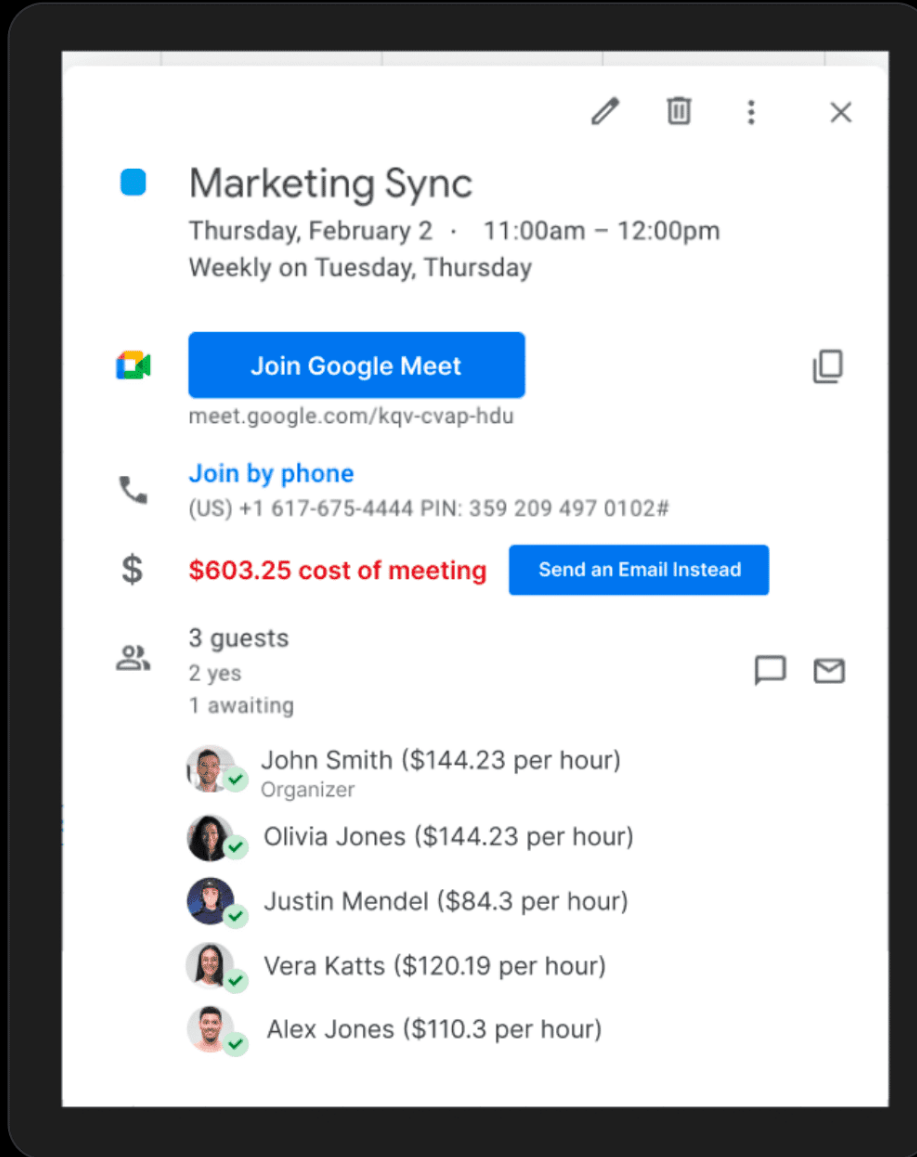 Marketing Sync
Thursday, February 2 · 11:00am – 12:00pm
Weekly on Tuesday, Thursday
Join Google Meet
meet.google.com/kqv-cvap-hdu
Join by phone
(US) +1 617-675-4444 PIN: 359 209 497 0102#
$ $603.25 cost of meeting Send an Email Instead
3 guests
2 yes
1 awaiting
John Smith ($144.23 per hour)
Organizer
Olivia Jones ($144.23 per hour)
Justin Mendel ($84.3 per hour)
Vera Katts ($120.19 per hour)
Alex Jones ($110.3 per hour)